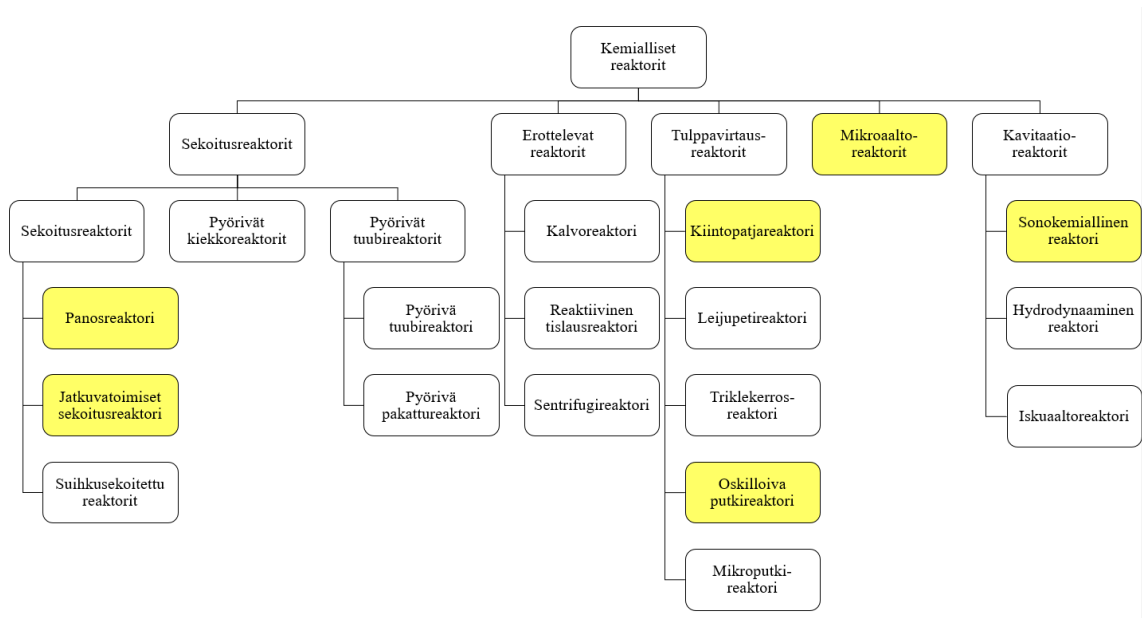 Kemialliset
reaktorit
Sekoitusreaktorit
Erottelevat
reaktorit
Tulppavirtaus-
reaktorit
Mikroaalto-
reaktorit
Kavitaatio-
reaktorit
Sekoitusreaktorit
Pyörivät
kiekkoreaktorit
Pyörivät
tuubireaktorit
Kalvoreaktori
Kiintopatjareaktori
Sonokemiallinen
reaktori
Panosreaktori
Pyörivä
tuubireaktori
Reaktiivinen
tislausreaktori
Leijupetireaktori
Hydrodynaaminen
reaktori
Jatkuvatoimiset
sekoitusreaktori
Pyörivä
pakattureaktori
Sentrifugireaktori
Triklekerros-
reaktori
Iskuaaltoreaktori
Suihkusekoitettu
reaktorit
Oskilloiva
putkireaktori
Mikroputki-
reaktori